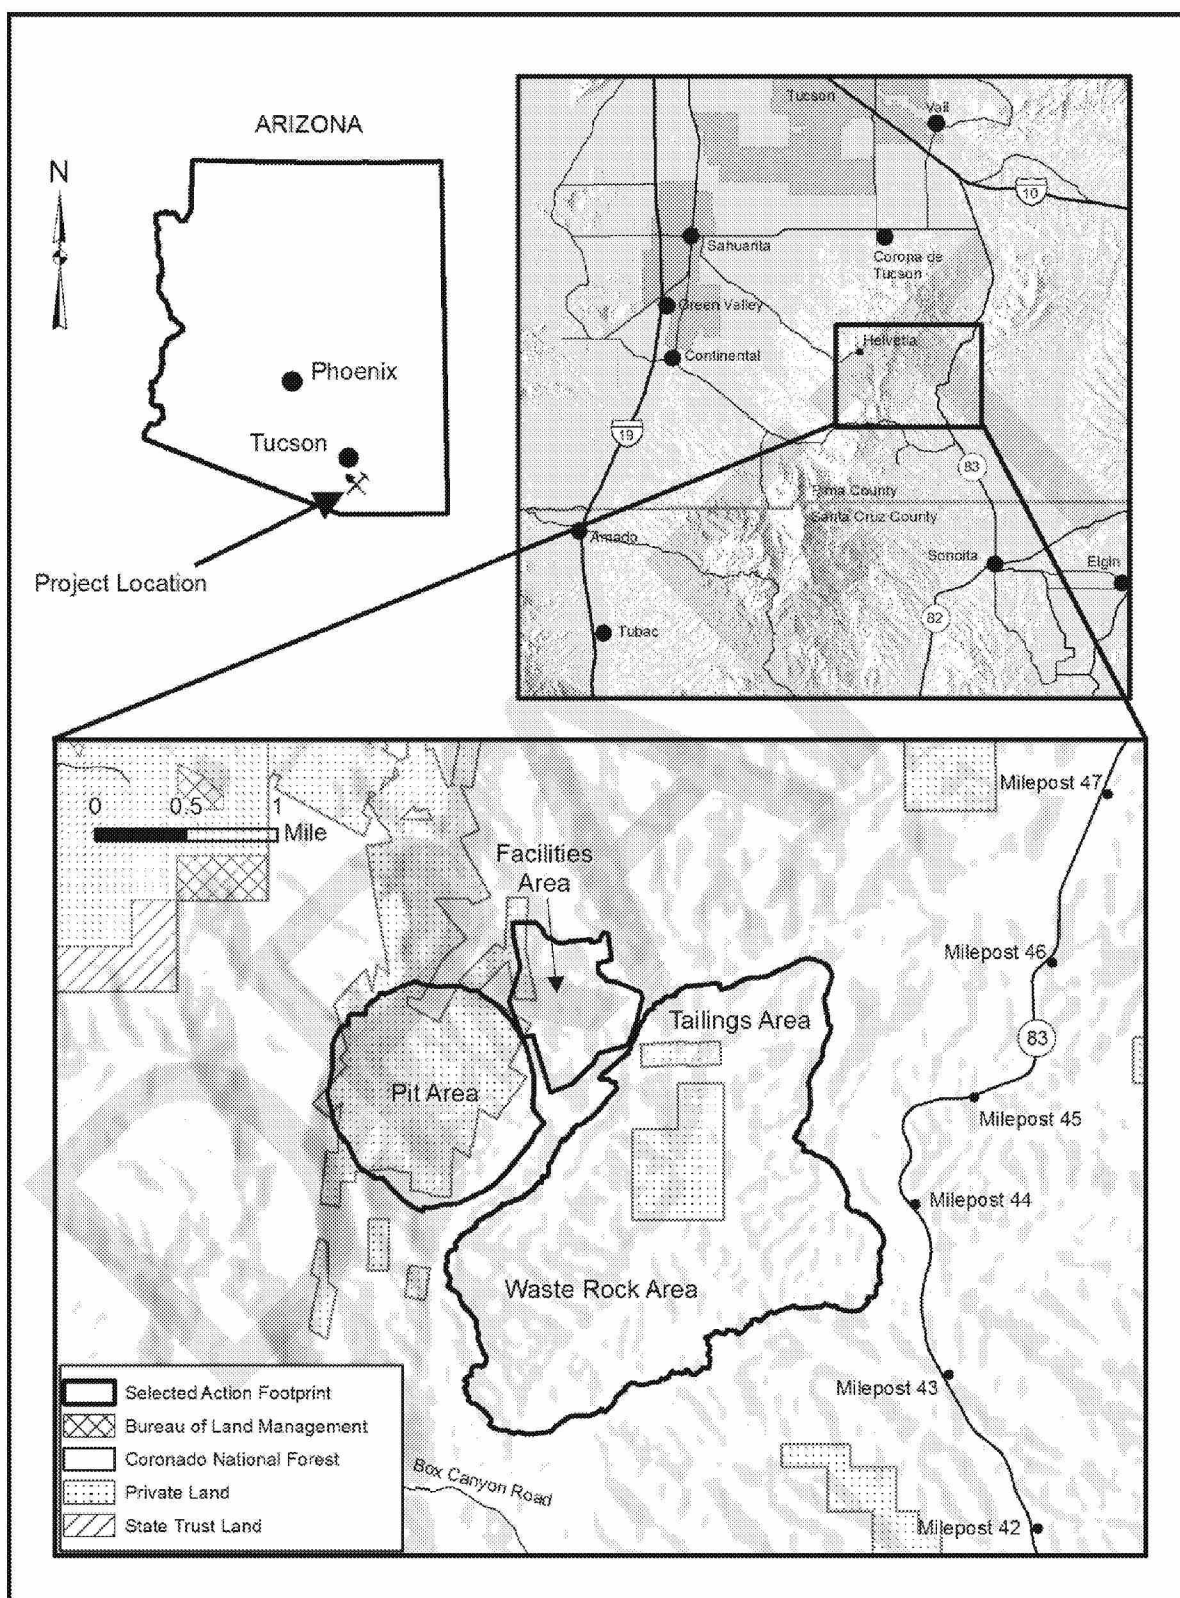 ARIZONA
N
Phoenix
Tucson
Project Location
Tucson
Vail
10
Sahuarita
Corona de
Tucson
Green Valley
Helvetia
Continental
19
83
Pima County
Santa Cruz County
Amado
Sonoita
Elgin
82
Tubac
0 0.5 1
Mile
Milepost 47
Facilities
Area
Milepost 46
Tailings Area
83
Pit Area
Milepost 45
Milepost 44
Waste Rock Area
Milepost 43
Selected Action Footprint
Bureau of Land Management
Coronado National Forest
Private Land
State Trust Land
Box Canyon Road
Milepost 42